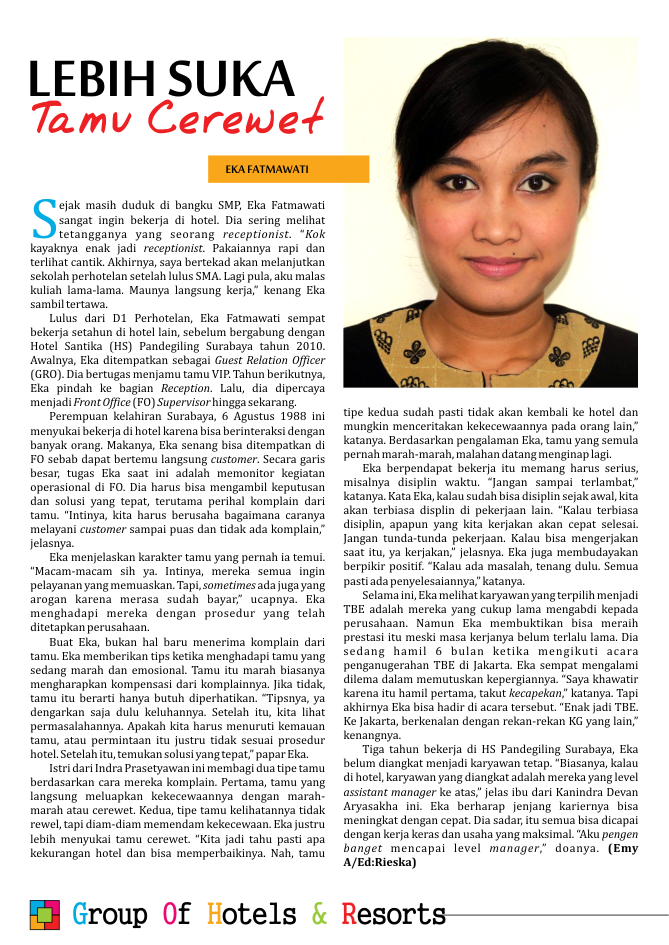 LEBIH SUKA
Tamu Cerewet
EKA FATMAWATI
Sejak masih duduk di bangku SMP, Eka Fatmawati
sangat ingin bekerja di hotel. Dia sering melihat
tetangganya yang seorang receptionist. “Kok
kayaknya enak jadi receptionist. Pakaiannya rapi dan
terlihat cantik. Akhirnya, saya bertekad akan melanjutkan
sekolah perhotelan setelah lulus SMA. Lagi pula, aku malas
kuliah lama-lama. Maunya langsung kerja,” kenang Eka
sambil tertawa.
Lulus dari D1 Perhotelan, Eka Fatmawati sempat
bekerja setahun di hotel lain, sebelum bergabung dengan
Hotel Santika (HS) Pandegiling Surabaya tahun 2010.
Awalnya, Eka ditempatkan sebagai Guest Relation Officer
(GRO). Dia bertugas menjamu tamu VIP. Tahun berikutnya,
Eka pindah ke bagian Reception. Lalu, dia dipercaya
menjadi Front Office (FO) Supervisor hingga sekarang.
Perempuan kelahiran Surabaya, 6 Agustus 1988 ini
menyukai bekerja di hotel karena bisa berinteraksi dengan
banyak orang. Makanya, Eka senang bisa ditempatkan di
FO sebab dapat bertemu langsung customer. Secara garis
besar, tugas Eka saat ini adalah memonitor kegiatan
operasional di FO. Dia harus bisa mengambil keputusan
dan solusi yang tepat, terutama perihal komplain dari
tamu. “Intinya, kita harus berusaha bagaimana caranya
melayani customer sampai puas dan tidak ada komplain,”
jelasnya.
Eka menjelaskan karakter tamu yang pernah ia temui.
“Macam-macam sih ya. Intinya, mereka semua ingin
pelayanan yang memuaskan. Tapi, sometimes ada juga yang
arogan karena merasa sudah bayar,” ucapnya. Eka
menghadapi mereka dengan prosedur yang telah
ditetapkan perusahaan.
Buat Eka, bukan hal baru menerima komplain dari
tamu. Eka memberikan tips ketika menghadapi tamu yang
sedang marah dan emosional. Tamu itu marah biasanya
mengharapkan kompensasi dari komplainnya. Jika tidak,
tamu itu berarti hanya butuh diperhatikan. “Tipsnya, ya
dengarkan saja dulu keluhannya. Setelah itu, kita lihat
permasalahannya. Apakah kita harus menuruti kemauan
tamu, atau permintaan itu justru tidak sesuai prosedur
hotel. Setelah itu, temukan solusi yang tepat,” papar Eka.
Istri dari Indra Prasetyawan ini membagi dua tipe tamu
berdasarkan cara mereka komplain. Pertama, tamu yang
langsung meluapkan kekecewaannya dengan marah-
marah atau cerewet. Kedua, tipe tamu kelihatannya tidak
rewel, tapi diam-diam memendam kekecewaan. Eka justru
lebih menyukai tamu cerewet. “Kita jadi tahu pasti apa
kekurangan hotel dan bisa memperbaikinya. Nah, tamu
tipe kedua sudah pasti tidak akan kembali ke hotel dan
mungkin menceritakan kekecewaannya pada orang lain,”
katanya. Berdasarkan pengalaman Eka, tamu yang semula
pernah marah-marah, malahan datang menginap lagi.
Eka berpendapat bekerja itu memang harus serius,
misalnya disiplin waktu. “Jangan sampai terlambat,”
katanya. Kata Eka, kalau sudah bisa disiplin sejak awal, kita
akan terbiasa displin di pekerjaan lain. “Kalau terbiasa
disiplin, apapun yang kita kerjakan akan cepat selesai.
Jangan tunda-tunda pekerjaan. Kalau bisa mengerjakan
saat itu, ya kerjakan,” jelasnya. Eka juga membudayakan
berpikir positif. “Kalau ada masalah, tenang dulu. Semua
pasti ada penyelesaiannya,” katanya.
Selama ini, Eka melihat karyawan yang terpilih menjadi
TBE adalah mereka yang cukup lama mengabdi kepada
perusahaan. Namun Eka membuktikan bisa meraih
prestasi itu meski masa kerjanya belum terlalu lama. Dia
sedang hamil 6 bulan ketika mengikuti acara
penganugerahan TBE di Jakarta. Eka sempat mengalami
dilema dalam memutuskan kepergiannya. “Saya khawatir
karena itu hamil pertama, takut kecapekan,” katanya. Tapi
akhirnya Eka bisa hadir di acara tersebut. “Enak jadi TBE.
Ke Jakarta, berkenalan dengan rekan-rekan KG yang lain,”
kenangnya.
Tiga tahun bekerja di HS Pandegiling Surabaya, Eka
belum diangkat menjadi karyawan tetap. “Biasanya, kalau
di hotel, karyawan yang diangkat adalah mereka yang level
assistant manager ke atas,” jelas ibu dari Kanindra Devan
Aryasakha ini. Eka berharap jenjang kariernya bisa
meningkat dengan cepat. Dia sadar, itu semua bisa dicapai
dengan kerja keras dan usaha yang maksimal. “Aku pengen
banget mencapai level manager,” doanya. (Emy
A/Ed:Rieska)
Group Of Hotels & Resorts